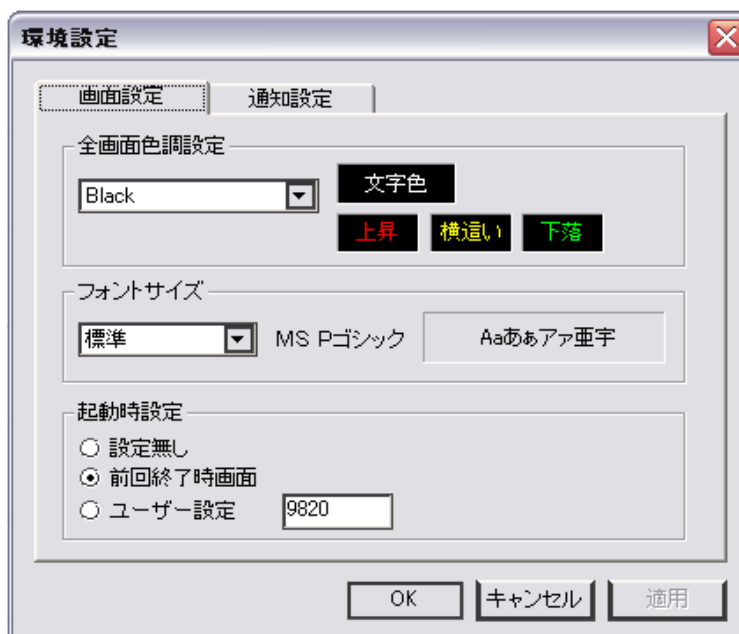 環境設定
画面設定 通知設定
全画面色調設定
Black 文字色
上昇 横這い 下落
フォントサイズ
標準 MS Pゴシック Aaあぁアァ亜宇
起動時設定
設定無し
前回終了時画面
ユーザー設定 9820
OK キャンセル 適用